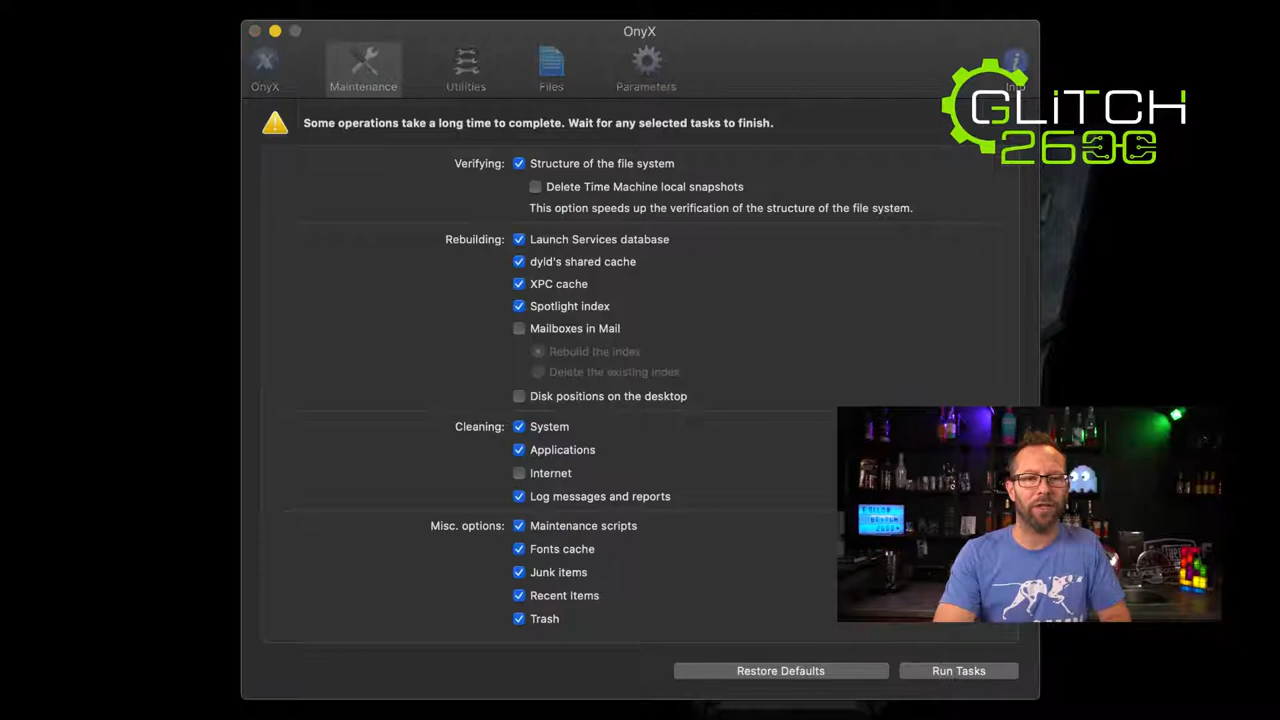 OnyX
OnyX
Maintenance
Utilities
Files
Parameters
Info
GLITCH
2600
Some operations take a long time to complete. Wait for any selected tasks to finish.
Verifying: Structure of the file system
Delete Time Machine local snapshots
This option speeds up the verification of the structure of the file system.
Rebuilding: Launch Services database
dyld's shared cache
XPC cache
Spotlight index
Mailboxes in Mail
Rebuild the index
Delete the existing index
Disk positions on the desktop
Cleaning: System
Applications
Internet
Log messages and reports
Misc. options: Maintenance scripts
Fonts cache
Junk items
Recent Items
Trash
FOLLOW
GLITCH
2600
Restore Defaults
Run Tasks